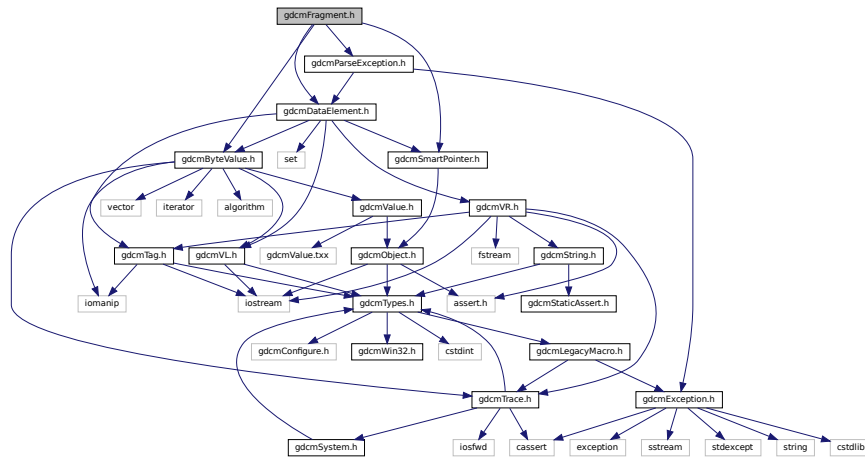 gdcmFragment.h
gdcmParseException.h
gdcmDataElement.h
gdcmByteValue.h
set
gdcmSmartPointer.h
vector
iterator
algorithm
gdcmValue.h
gdcmVR.h
gdcmTag.h
gdcmVL.h
gdcmValue.txx
gdcmObject.h
fstream
gdcmString.h
iomanip
iostream
gdcmTypes.h
assert.h
gdcmStaticAssert.h
gdcmConfigure.h
gdcmWin32.h
cstdint
gdcmLegacyMacro.h
gdcmTrace.h
gdcmException.h
gdcmSystem.h
iosfwd
cassert
exception
sstream
stdexcept
string
cstdlib